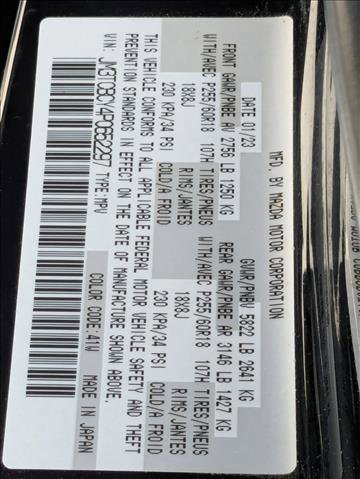 MFD. BY MAZDA MOTOR CORPORATION
DATE 01/23 GVWR/PNBV 5822 LB 2641 KG
FRONT GAWR/PNBE AV 2756 LB 1250 KG REAR GAWR/PNBE AR 3146 LB 1427 KG
WITH/AVEC P255/60R18 107H TIRES/PNEUS WITH/AVEC P255/60R18 107H TIRES/PNEUS
18X8J RIMS/JANTES 18X8J RIMS/JANTES
230 KPA/34 PSI COLD/A FROID 230 KPA/34 PSI COLD/A FROID
THIS VEHICLE CONFORMS TO ALL APPLICABLE FEDERAL MOTOR VEHICLE SAFETY AND THEFT
PREVENTION STANDARDS IN EFFECT ON THE DATE OF MANUFACTURE SHOWN ABOVE.
VIN: JM3TCBCY4P0652297 TYPE:MPV COLOR CODE:41W MADE IN JAPAN